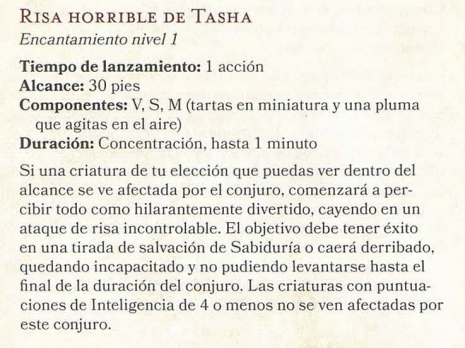 Risa horrible de Tasha
Encantamiento nivel 1
Tiempo de lanzamiento: 1 acción
Alcance: 30 pies
Componentes: V, S, M (tartas en miniatura y una pluma
que agitas en el aire)
Duración: Concentración, hasta 1 minuto
Si una criatura de tu elección que puedas ver dentro del
alcance se ve afectada por el conjuro, comenzará a per-
cibir todo como hilarantemente divertido, cayendo en un
ataque de risa incontrolable. El objetivo debe tener éxito
en una tirada de salvación de Sabiduría o caerá derribado,
quedando incapacitado y no pudiendo levantarse hasta el
final de la duración del conjuro. Las criaturas con puntua-
ciones de Inteligencia de 4 o menos no se ven afectadas por
este conjuro.